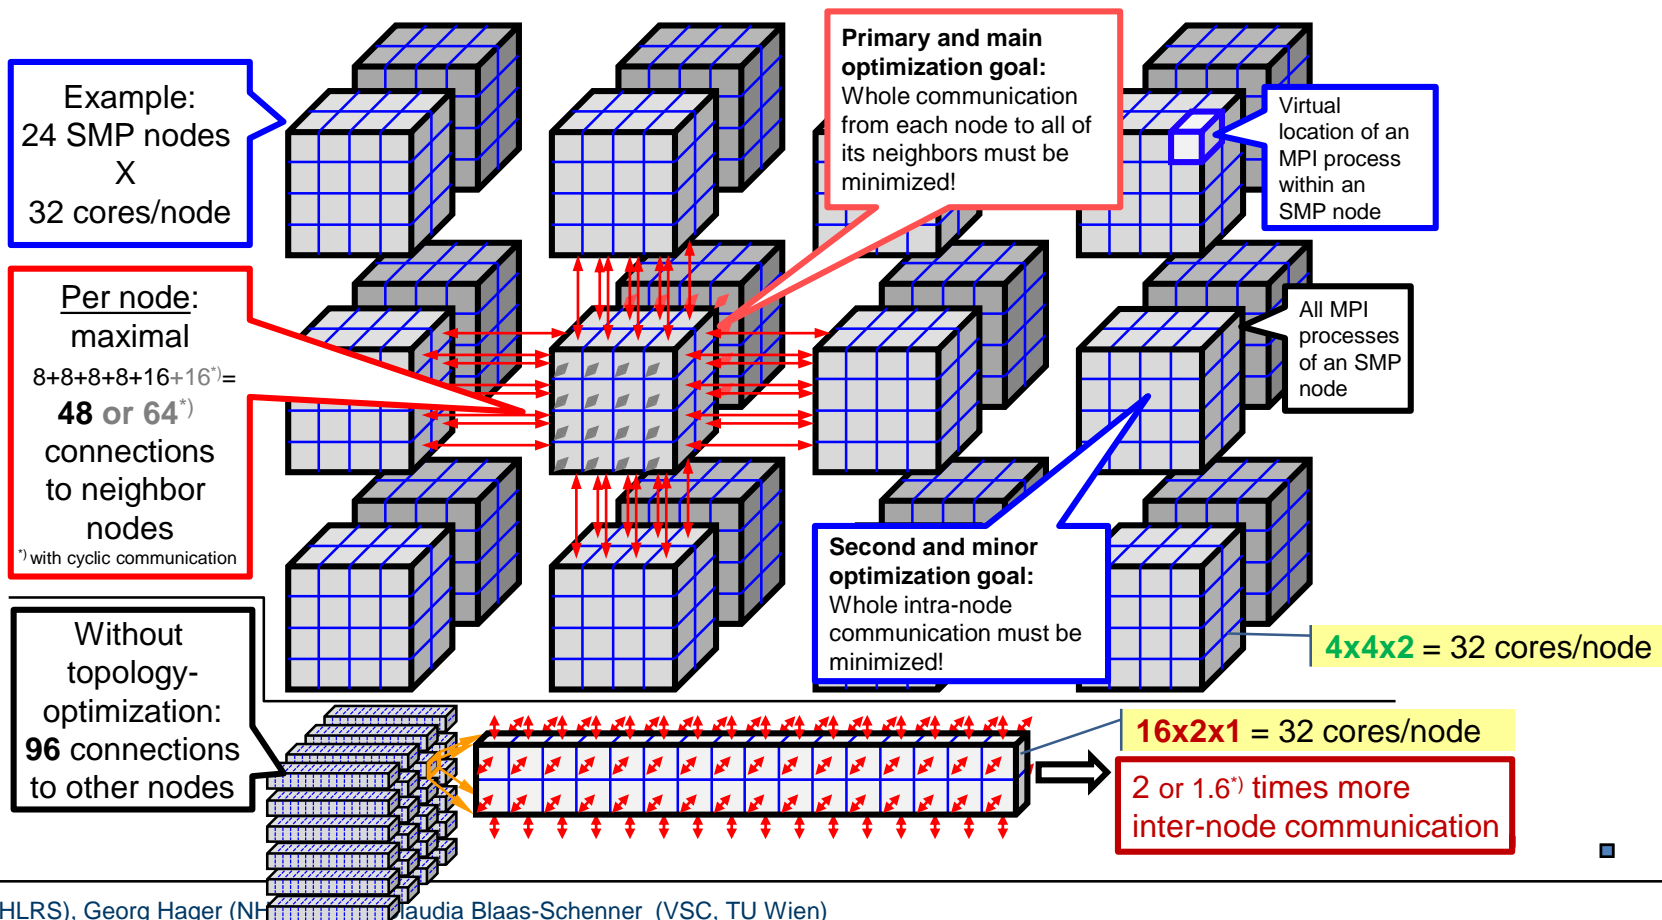 Example:
24 SMP nodes
X
32 cores/node
Primary and main
optimization goal:
Whole communication
from each node to all of
its neighbors must be
minimized!
Virtual
location of an
MPI process
within an
SMP node
Per node:
maximal
8+8+8+8+16+16*)=
48 or 64*)
connections
to neighbor
nodes
*) with cyclic communication
All MPI
processes
of an SMP
node
Second and minor
optimization goal:
Whole intra-node
communication must be
minimized!
4x4x2 = 32 cores/node
Without
topology-
optimization:
96 connections
to other nodes
16x2x1 = 32 cores/node
2 or 1.6*) times more
inter-node communication
HLRS), Georg Hager (NH laudia Blaas-Schenner (VSC, TU Wien)